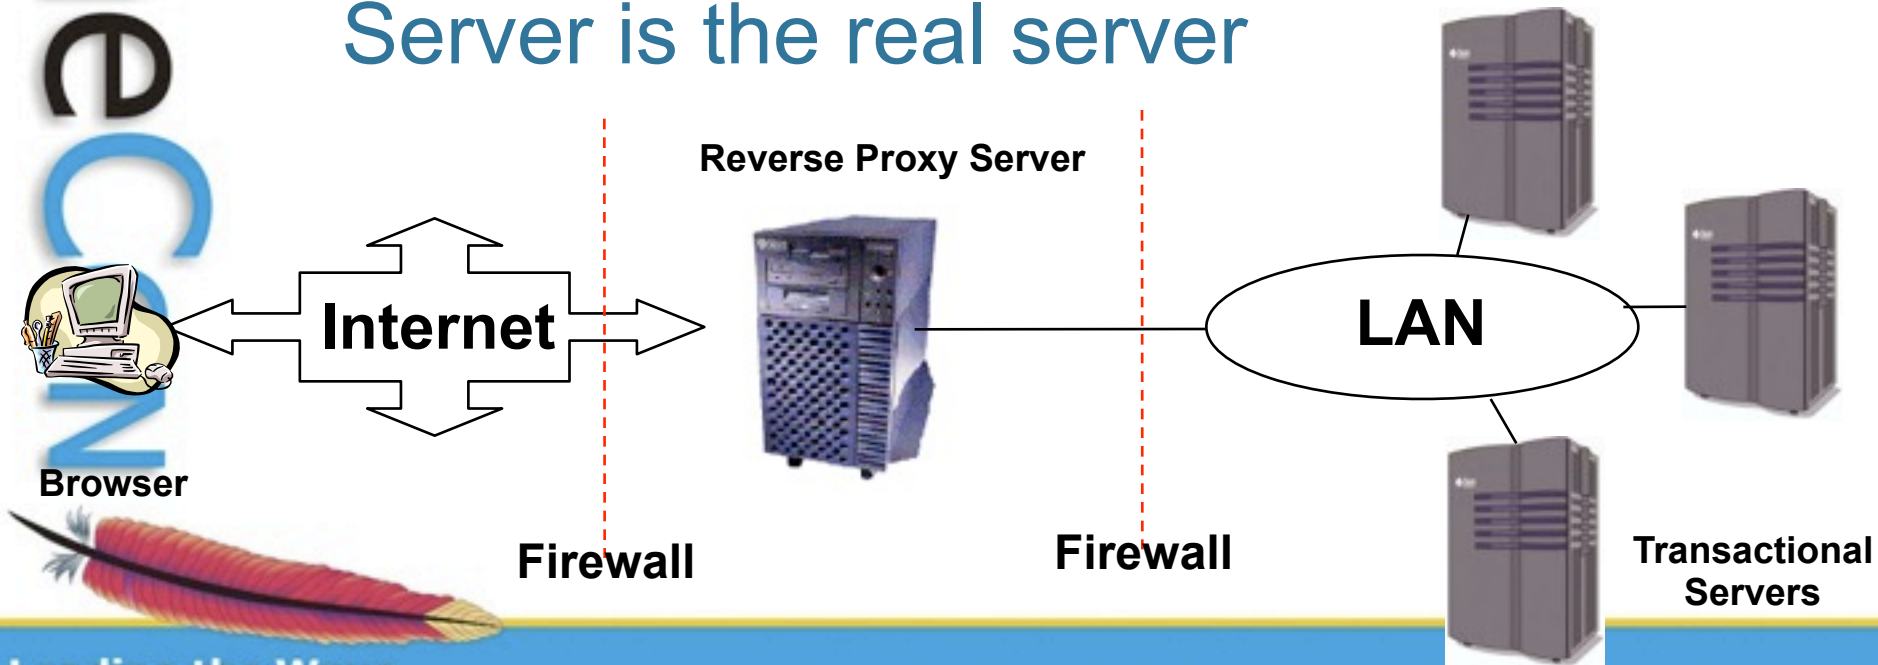 Server is the real server
Reverse Proxy Server
Internet
LAN
Browser
Firewall
Firewall
Transactional
Servers